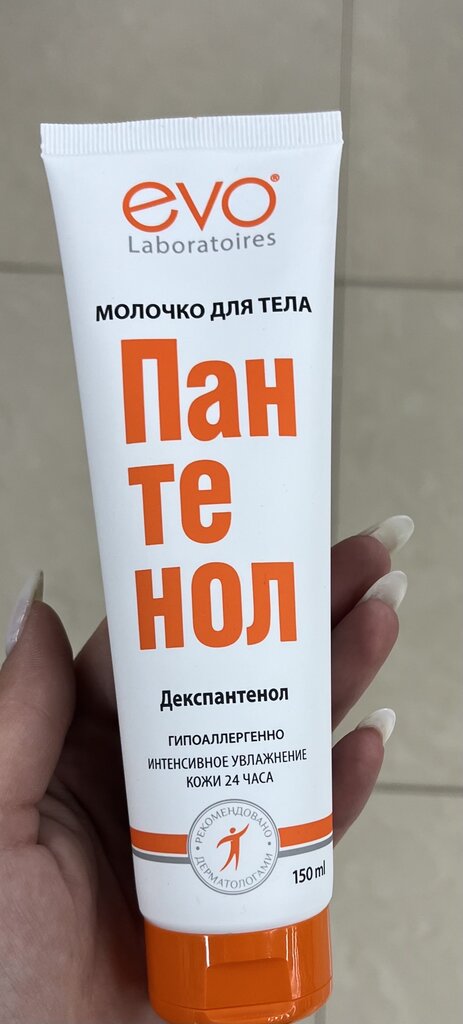 evo®
Laboratoires
МОЛОЧКО ДЛЯ ТЕЛА
Пан
те
нол
Декспантенол
ГИПОАЛЛЕРГЕННО
ИНТЕНСИВНОЕ УВЛАЖНЕНИЕ
КОЖИ 24 ЧАСА
• РЕКОМЕНДОВАНО •
ДЕРМАТОЛОГАМИ
150 ml